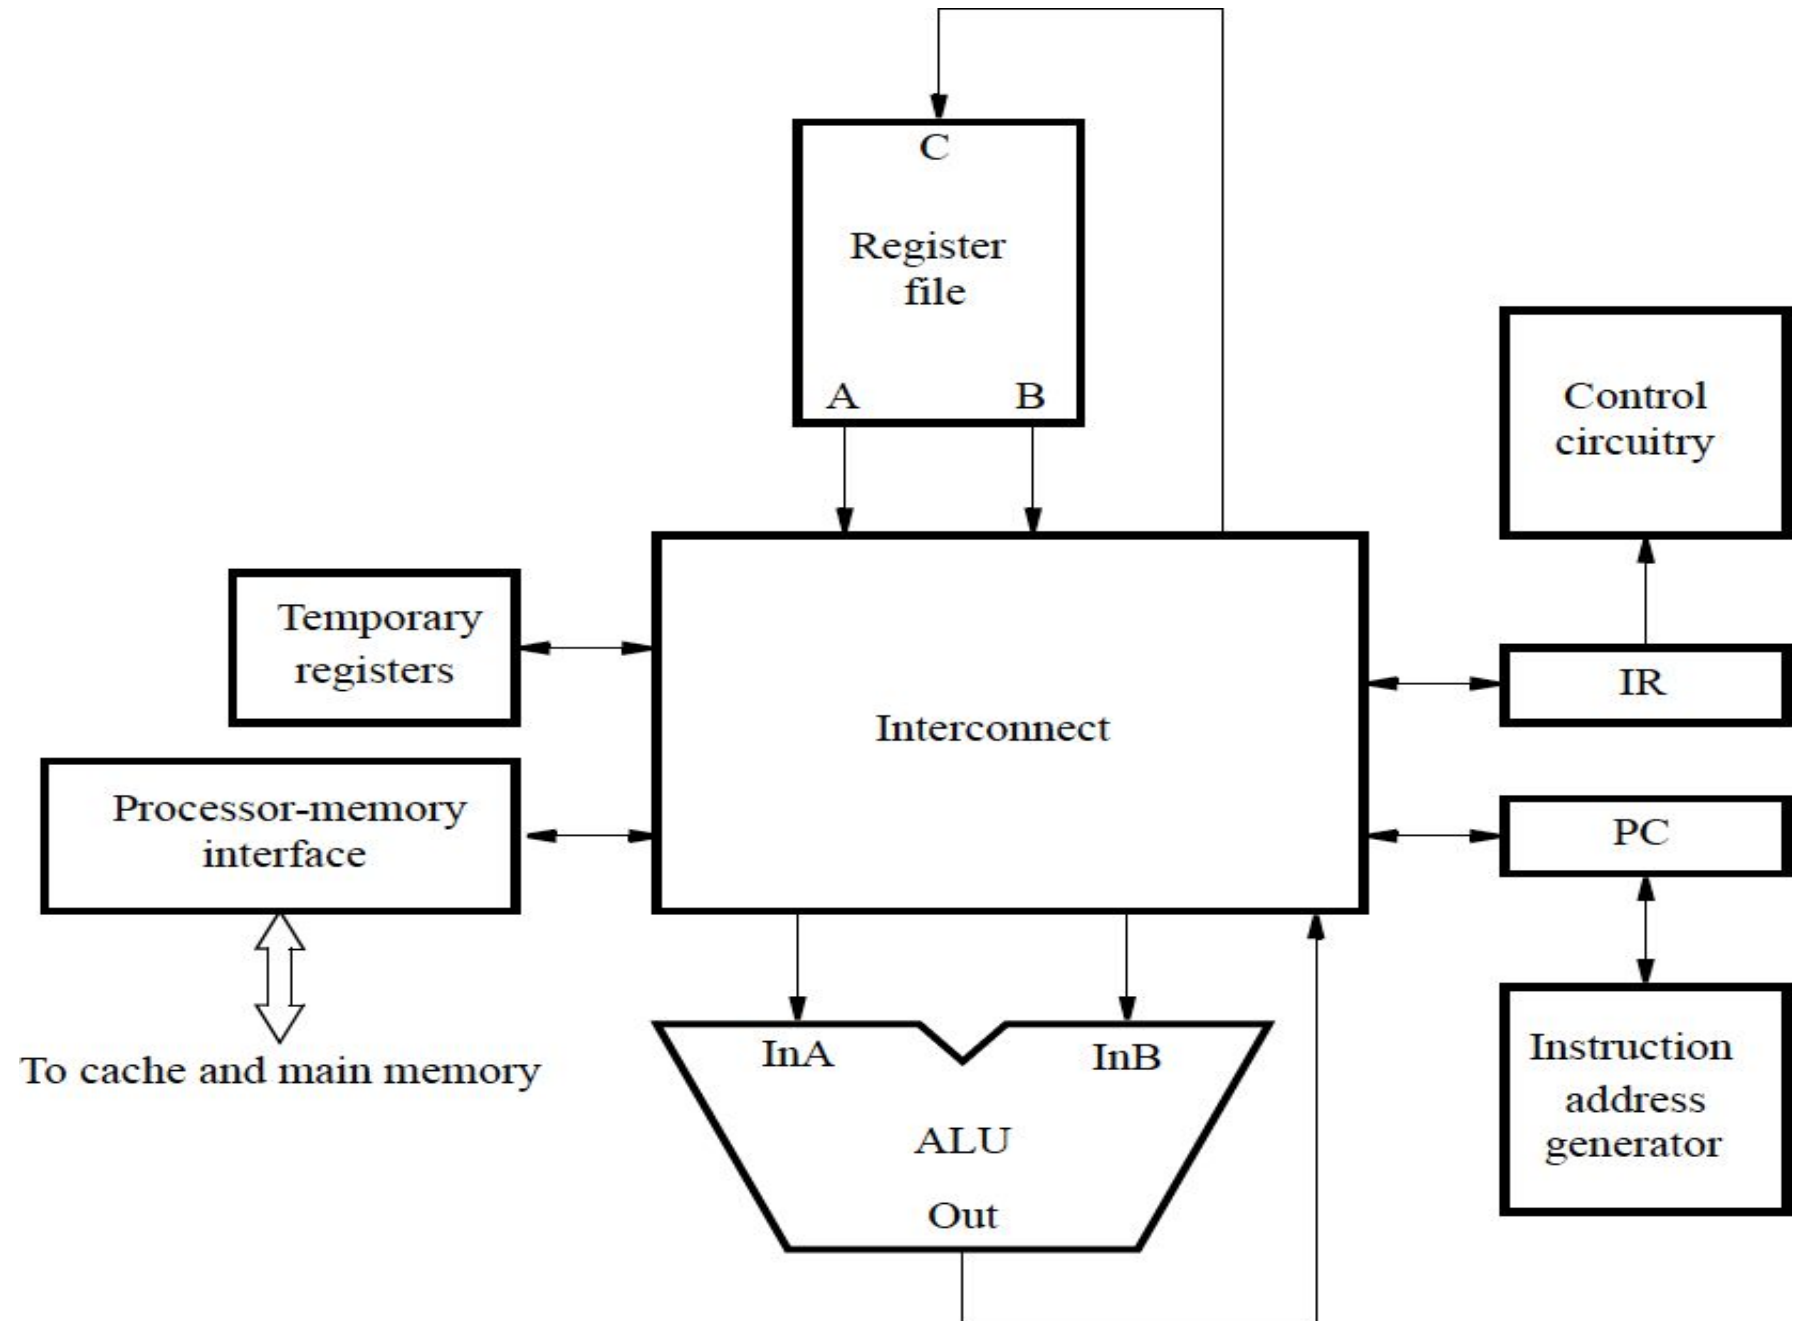 C
Register
file
A
B
Control
circuitry
Temporary
registers
IR
Interconnect
Processor-memory
interface
PC
To cache and main memory
InA
InB
ALU
Out
Instruction
address
generator